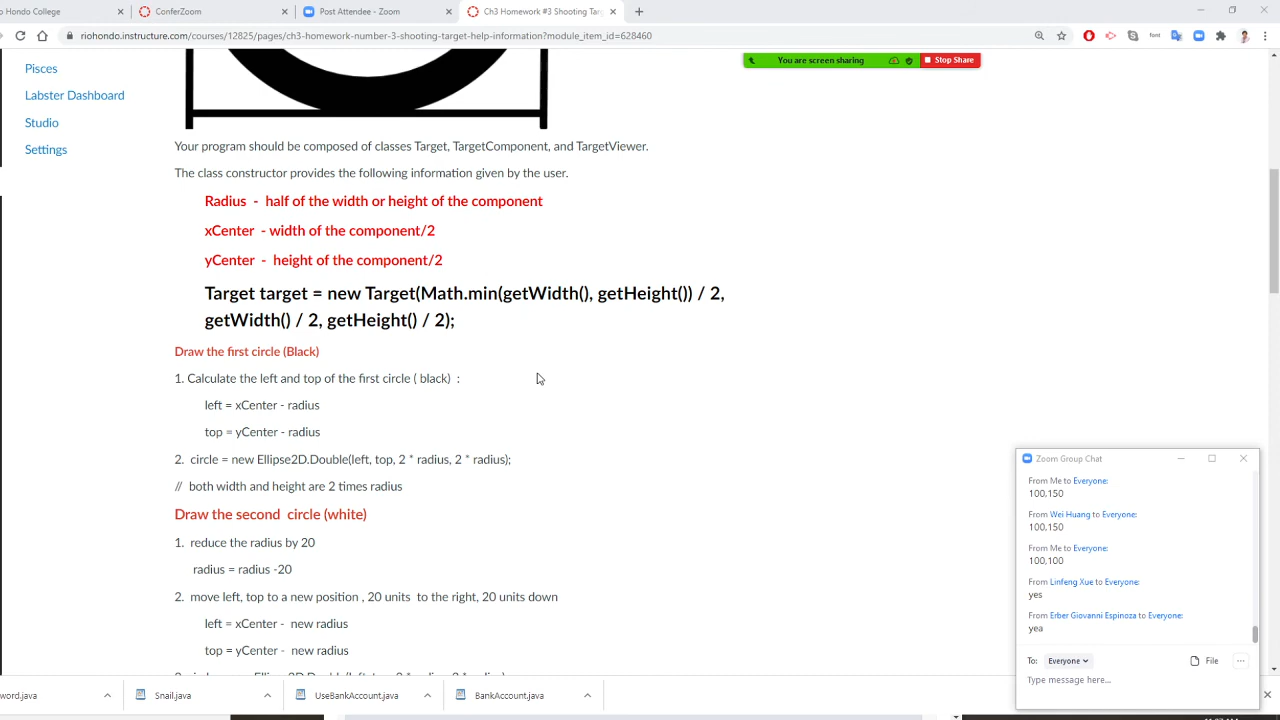 o Hondo College
ConferZoom
Post Attendee - Zoom
Ch3 Homework #3 Shooting Tar
riohondo.instructure.com/courses/12825/pages/ch3-homework-number-3-shooting-target-help-information?module_item_id=628460
You are screen sharing
Stop Share
Pisces
Labster Dashboard
Studio
Settings
Your program should be composed of classes Target, TargetComponent, and TargetViewer.
The class constructor provides the following information given by the user.
Radius - half of the width or height of the component
xCenter - width of the component/2
yCenter - height of the component/2
Target target = new Target(Math.min(getWidth(), getHeight()) / 2,
getWidth() / 2, getHeight() / 2);
Draw the first circle (Black)
1. Calculate the left and top of the first circle ( black) :
left = xCenter - radius
top = yCenter - radius
2. circle = new Ellipse2D.Double(left, top, 2 * radius, 2 * radius);
// both width and height are 2 times radius
Draw the second circle (white)
1. reduce the radius by 20
radius = radius -20
2. move left, top to a new position , 20 units to the right, 20 units down
left = xCenter - new radius
top = yCenter - new radius
Zoom Group Chat
From Me to Everyone:
100,150
From Wei Huang to Everyone:
100,150
From Me to Everyone:
100,100
From Linfeng Xue to Everyone:
yes
From Erber Giovanni Espinoza to Everyone:
yea
To: Everyone
File
Type message here...
word.java
Snail.java
UseBankAccount.java
BankAccount.java